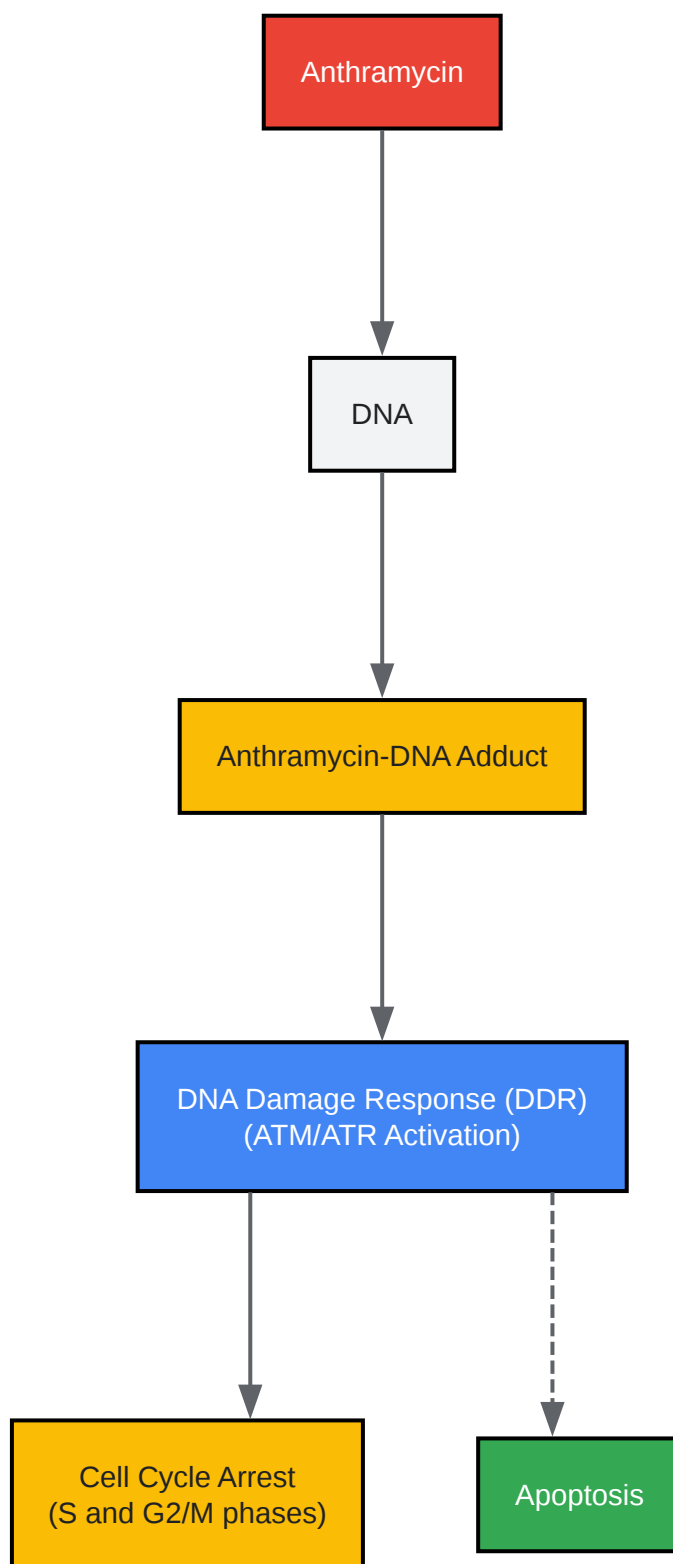 Anthramycin
DNA
Anthramycin-DNA Adduct
DNA Damage Response (DDR)
(ATM/ATR Activation)
Cell Cycle Arrest
(S and G2/M phases)
Apoptosis